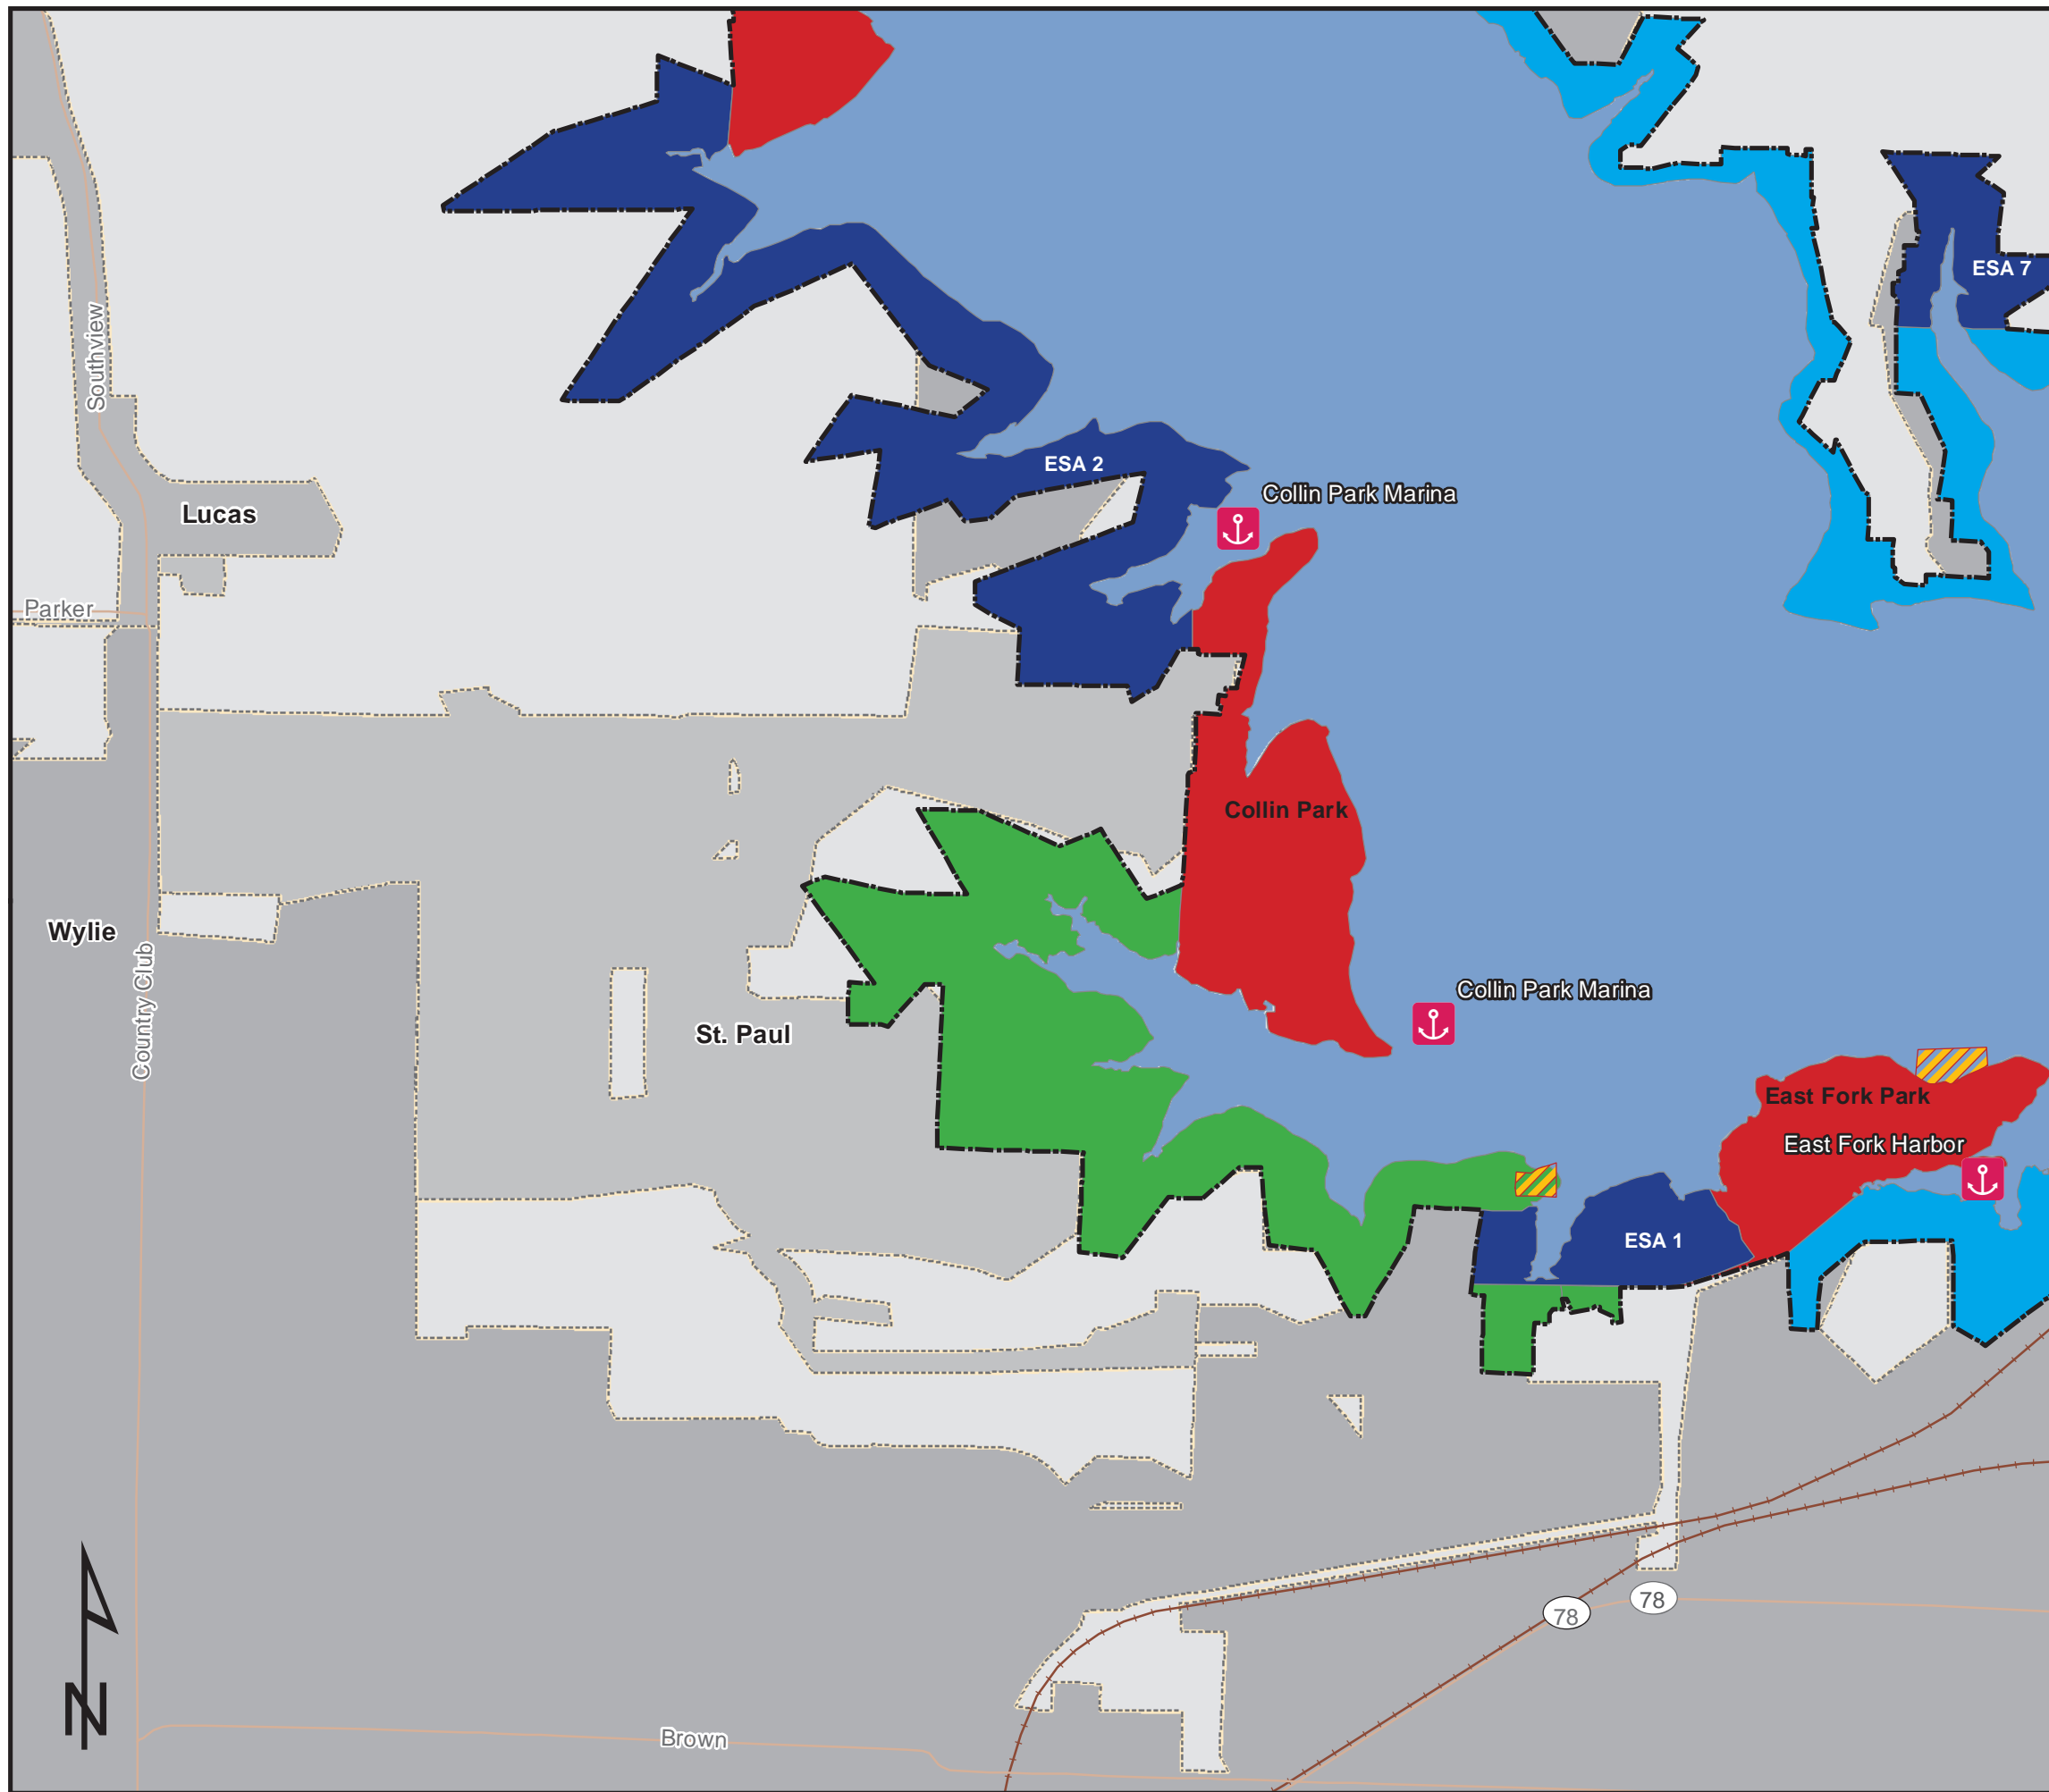 ESA 7
Southview
ESA 2
Collin Park Marina
Lucas
Parker
Collin Park
Wylie
Country Club
Collin Park Marina
St. Paul
East Fork Park
East Fork Harbor
ESA 1
78
78
N
Brown